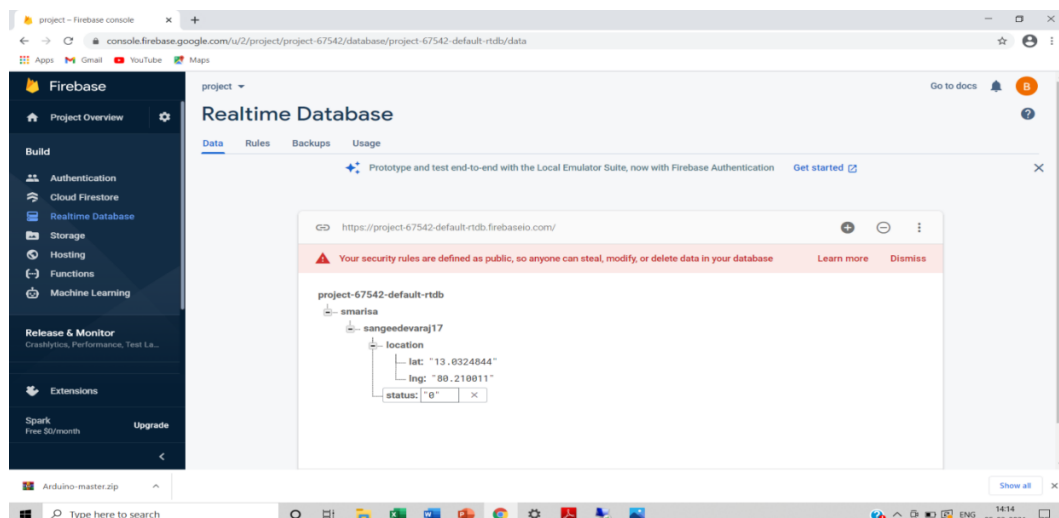 project – Firebase console
console.firebase.google.com/u/2/project/project-67542/database/project-67542-default-rtdb/data
Apps Gmail YouTube Maps
Firebase
project
Go to docs
B
Project Overview
Realtime Database
Data Rules Backups Usage
Build
Prototype and test end-to-end with the Local Emulator Suite, now with Firebase Authentication Get started
Authentication
Cloud Firestore
Realtime Database
Storage
Hosting
Functions
Machine Learning
https://project-67542-default-rtdb.firebaseio.com/
Your security rules are defined as public, so anyone can steal, modify, or delete data in your database Learn more Dismiss
project-67542-default-rtdb
smarisa
sangeedevaraj17
location
lat: "13.0324844"
lng: "80.210011"
status: "0"
Release & Monitor
Crashlytics, Performance, Test La...
Extensions
Spark
Free $0/month
Upgrade
Arduino-master.zip
Show all
Type here to search
ENG
14:14